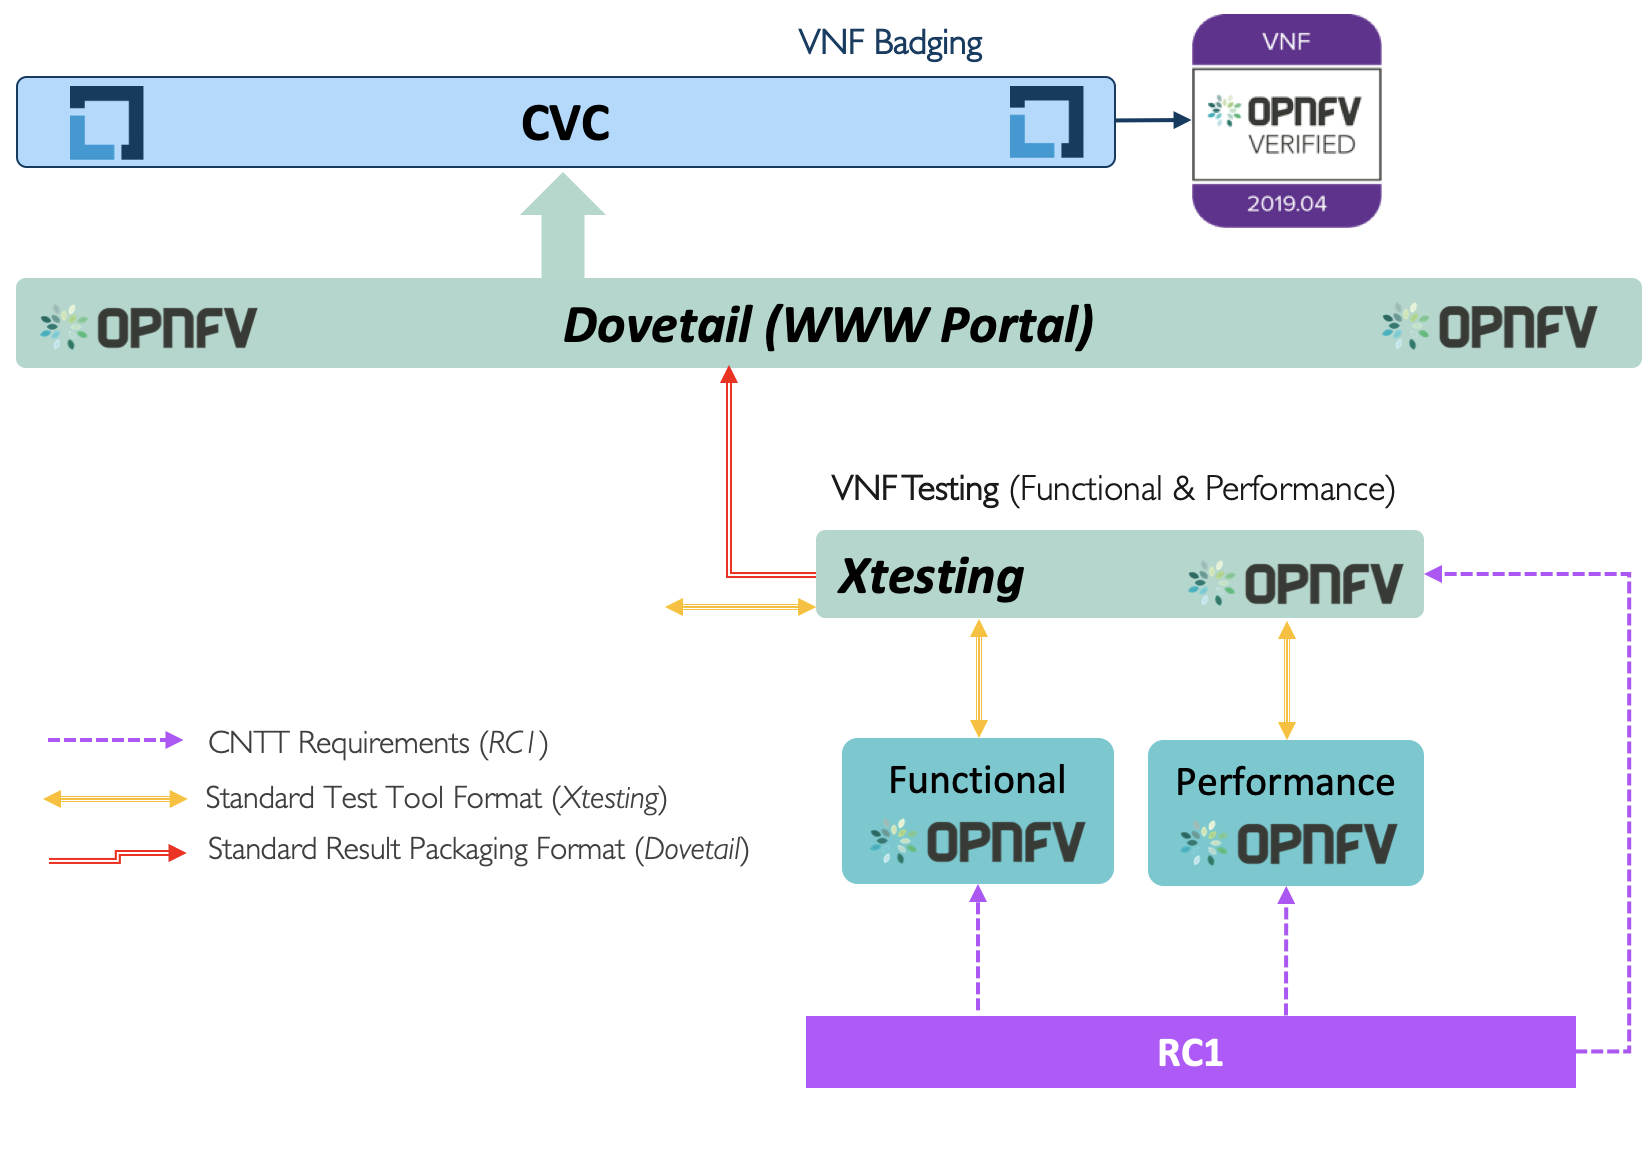 VNF Badging
VNF
CVC
OPNFV
VERIFIED
2019.04
OPNFV
Dovetail (WWW Portal)
OPNFV
VNF Testing (Functional & Performance)
Xtesting
OPNFV
CNTT Requirements (RC1)
Standard Test Tool Format (Xtesting)
Standard Result Packaging Format (Dovetail)
Functional
OPNFV
Performance
OPNFV
RC1